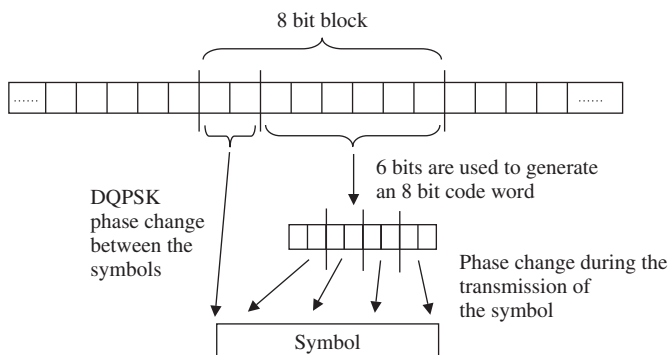 8 bit block
......
......
DQPSK
phase change
between the
symbols
6 bits are used to generate
an 8 bit code word
Phase change during the
transmission of
the symbol
Symbol